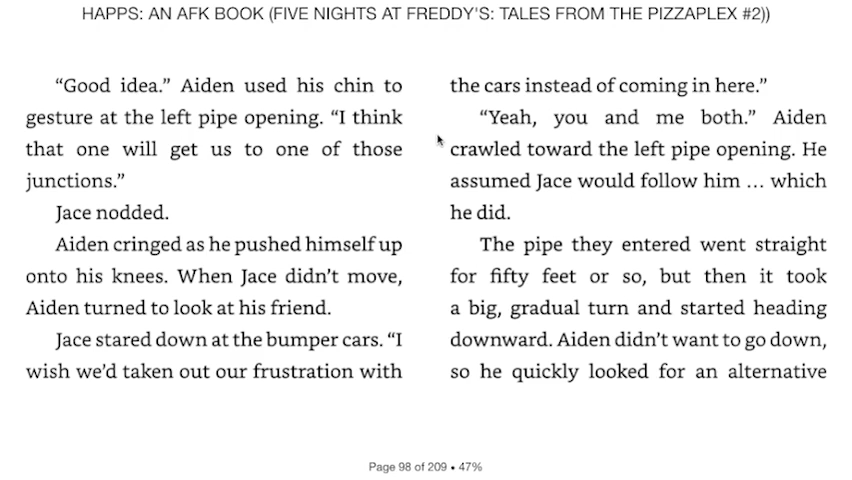 HAPPS: AN AFK BOOK (FIVE NIGHTS AT FREDDY'S: TALES FROM THE PIZZAPLEX #2))
“Good idea.” Aiden used his chin to
gesture at the left pipe opening. “I think
that one will get us to one of those
junctions.”
Jace nodded.
Aiden cringed as he pushed himself up
onto his knees. When Jace didn’t move,
Aiden turned to look at his friend.
Jace stared down at the bumper cars. “I
wish we’d taken out our frustration with
the cars instead of coming in here.”
“Yeah, you and me both.” Aiden
crawled toward the left pipe opening. He
assumed Jace would follow him … which
he did.
The pipe they entered went straight
for fifty feet or so, but then it took
a big, gradual turn and started heading
downward. Aiden didn’t want to go down,
so he quickly looked for an alternative
Page 98 of 209 • 47%